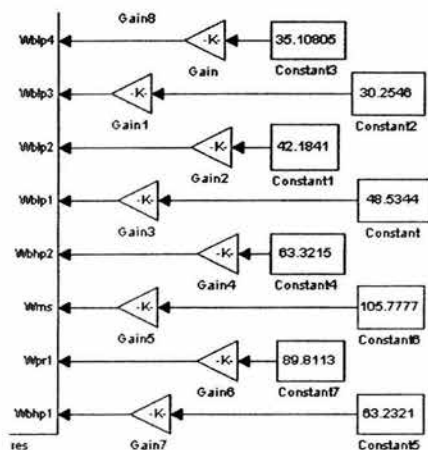 Gain8
Wblp4 -K- 35.10805
Gain Constant3
Wblp3 -K- 30.2546
Gain1 Constant2
Wblp2 -K- 42.1841
Gain2 Constant1
Wblp1 -K- 48.5344
Gain3 Constant
Wbhp2 -K- 63.3215
Gain4 Constant4
Wms -K- 105.7777
Gain5 Constant6
Wpr1 -K- 89.8113
Gain6 Constant7
Wbhp1 -K- 63.2321
res Gain7 Constant5